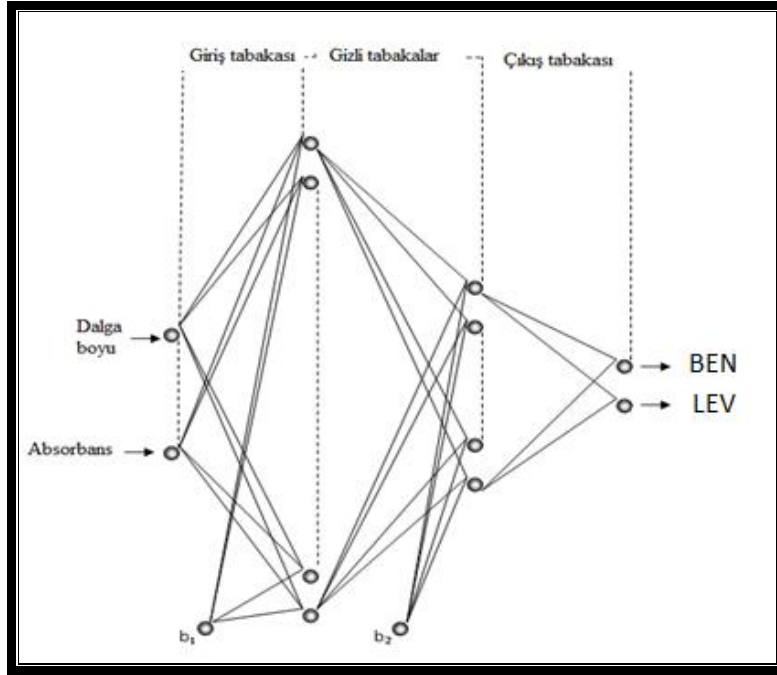 Giriş tabakası
Gizli tabakalar
Çıkış tabakası
Dalga
boyu
BEN
LEV
Absorbans
b₁
b₂